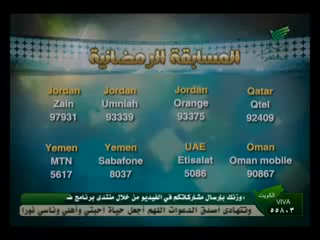 المسابقة الرمضانية
Jordan Jordan Jordan Qatar
Zain Umniah Orange Qtel
97931 93339 93375 92409
Yemen Yemen UAE Oman
MTN Sabafone Etisalat Oman mobile
5617 8037 5086 90867
وزنك بإرسال مشاركاتكم في الفيديو من خلال منتدى برنامج
الكويت
VIVA
ونتهادى أصدق الدعوات اللهم أجعل حياة أحبتي وأهلي وناسي نورا
٥٥٨٠٣